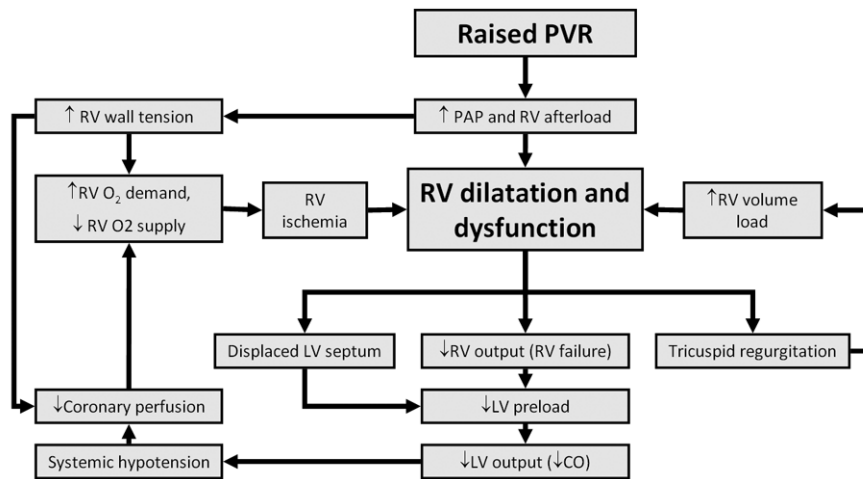 Raised PVR
↑ RV wall tension
↑ PAP and RV afterload
↑RV O₂ demand,
↓ RV O2 supply
RV
ischemia
RV dilatation and
dysfunction
↑RV volume
load
Displaced LV septum
↓RV output (RV failure)
Tricuspid regurgitation
↓Coronary perfusion
↓LV preload
Systemic hypotension
↓LV output (↓CO)